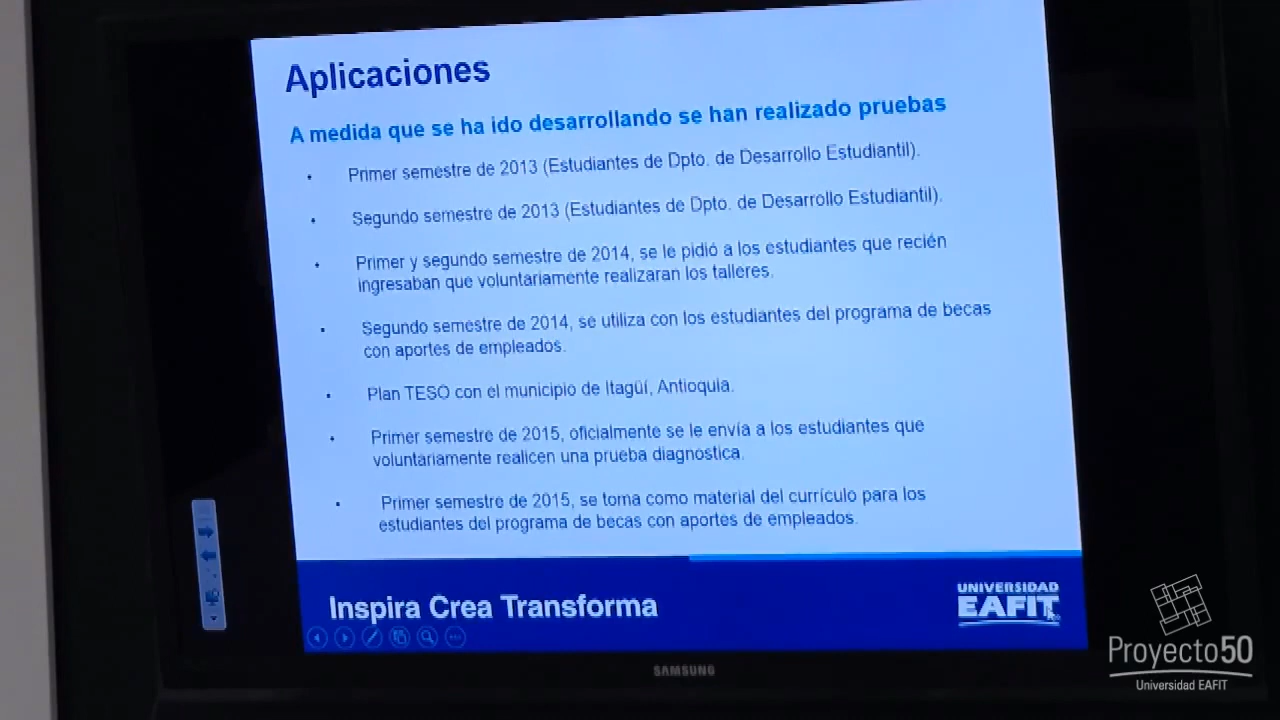 Aplicaciones
A medida que se ha ido desarrollando se han realizado pruebas
• Primer semestre de 2013 (Estudiantes de Dpto. de Desarrollo Estudiantil).
• Segundo semestre de 2013 (Estudiantes de Dpto. de Desarrollo Estudiantil).
• Primer y segundo semestre de 2014, se le pidió a los estudiantes que recién
ingresaban que voluntariamente realizaran los talleres.
• Segundo semestre de 2014, se utiliza con los estudiantes del programa de becas
con aportes de empleados.
• Plan TESO con el municipio de Itagüí, Antioquia.
• Primer semestre de 2015, oficialmente se le envía a los estudiantes que
voluntariamente realicen una prueba diagnóstica.
• Primer semestre de 2015, se toma como material del currículo para los
estudiantes del programa de becas con aportes de empleados.
Inspira Crea Transforma
UNIVERSIDAD
EAFIT
SAMSUNG
Proyecto50
Universidad EAFIT